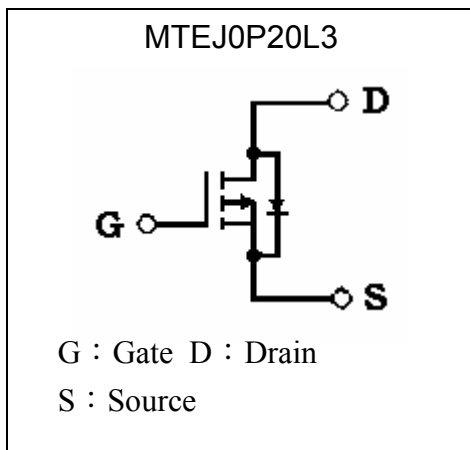 MTEJ0P20L3
D
G
S
G：Gate D：Drain
S：Source